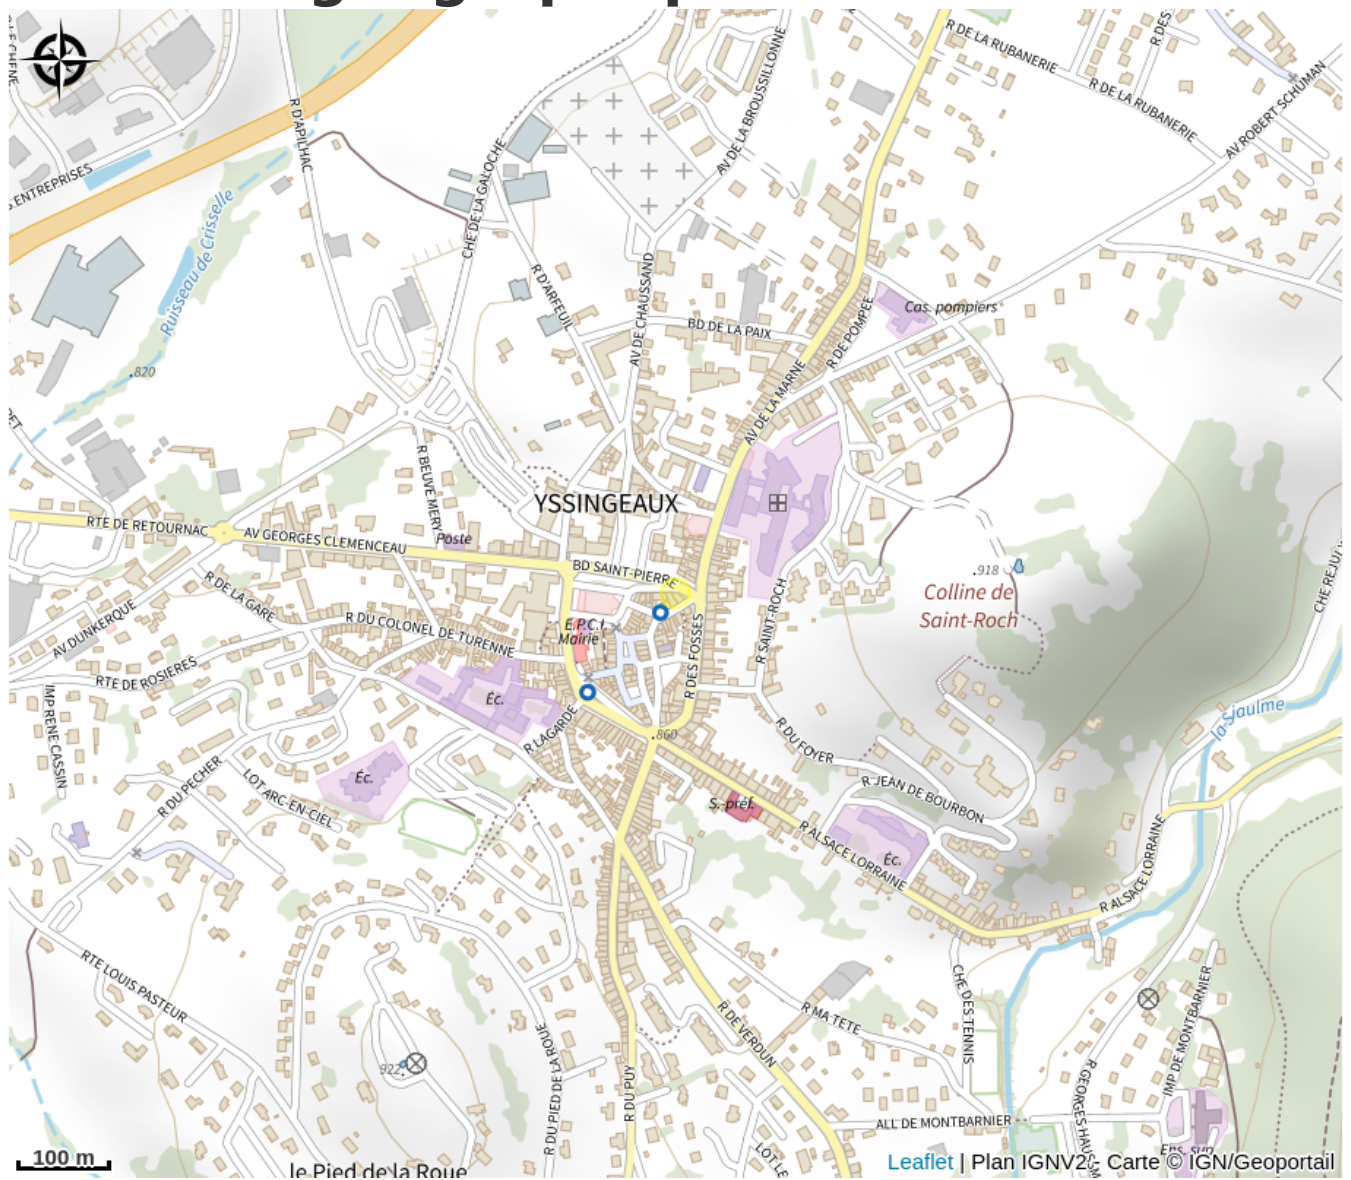 R DE LA RUBANERIE
R DES
R DE LA RUBANERIE
AV ROBERT SCHUMAN
AV DE LA BROUSSILLONNE
R D'APILHAC
CHE DE LA GALOCHE
S ENTREPRISES
Ruisseau de Crisselle
R D'ARFEUIL
AV DE CHAUSSAND
BD DE LA PAIX
R DE POMPEE
Cas. pompiers
AV DE LA MARNE
.820
R BEUVE MERY
YSSINGEAUX
RTE DE RETOURNAC
AV GEORGES CLEMENCEAU
Poste
BD SAINT-PIERRE
.918
Colline de
Saint-Roch
R DE LA GARE
AV DUNKERQUE
R DU COLONEL DE TURENNE
E.P.C.I.
Mairie
R SAINT-ROCH
R DES FOSSES
RTE DE ROSIERES
IMP RENE CASSIN
Éc.
R LAGARDE
.860
R DU FOYER
la Siaulme
R DU PECHER
LOT ARC-EN-CIEL
Éc.
S.-préf.
R JEAN DE BOURBON
R ALSACE LORRAINE
Éc.
R ALSACE LORRAINE
RTE LOUIS PASTEUR
CHE DES TENNIS
R MA TETE
R DE VERDUN
IMP DE MONTBARNIER
922
R DU PIED DE LA ROUE
R DU PUY
ALL DE MONTBARNIER
LOT LE
100 m
le Pied de la Roue
Leaflet | Plan IGNV2 - Carte © IGN/Geoportail